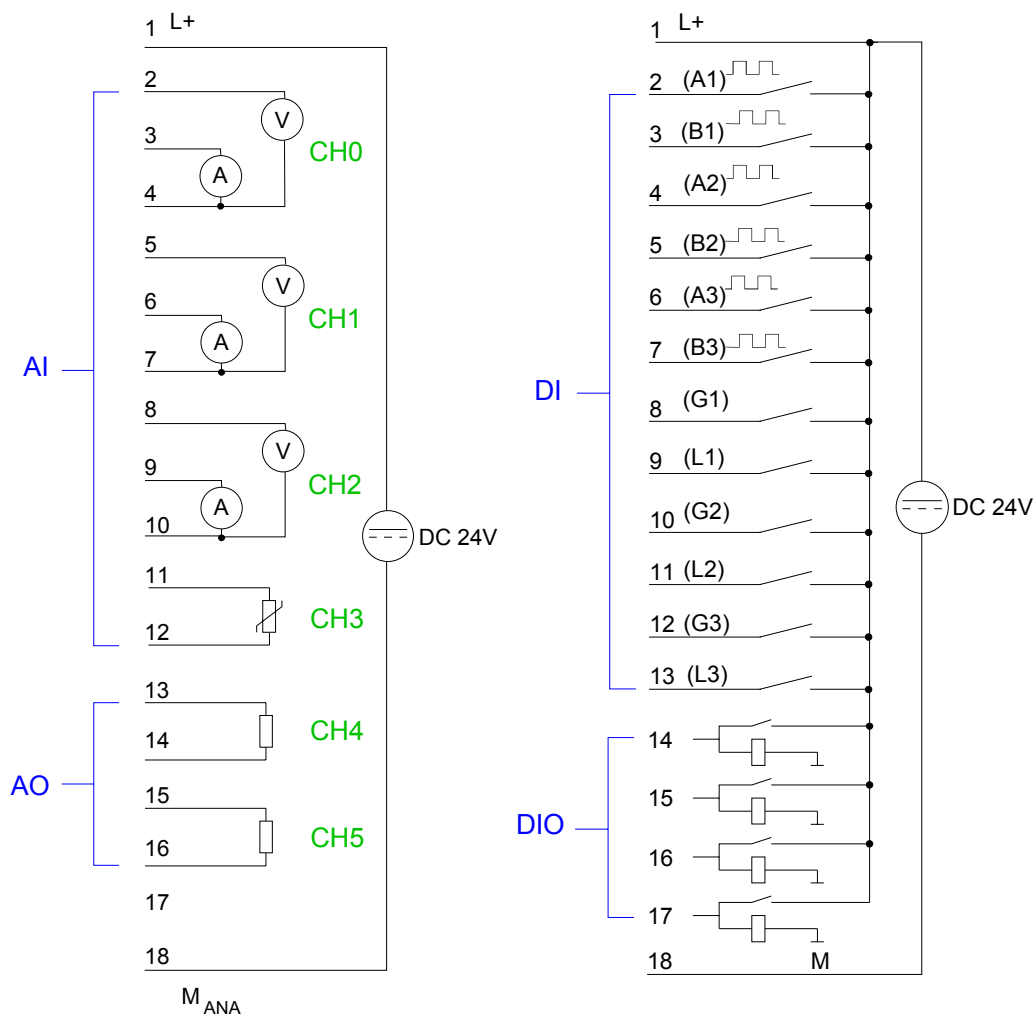 1 L+
2
V
3
CH0
A
4
5
V
6
CH1
A
7
AI
8
V
9
CH2
A
10
DC 24V
11
CH3
12
13
CH4
14
AO
15
CH5
16
17
18
M ANA
1 L+
2 (A1)
3 (B1)
4 (A2)
5 (B2)
6 (A3)
7 (B3)
DI
8 (G1)
9 (L1)
10 (G2)
DC 24V
11 (L2)
12 (G3)
13 (L3)
14
15
DIO
16
17
18 M